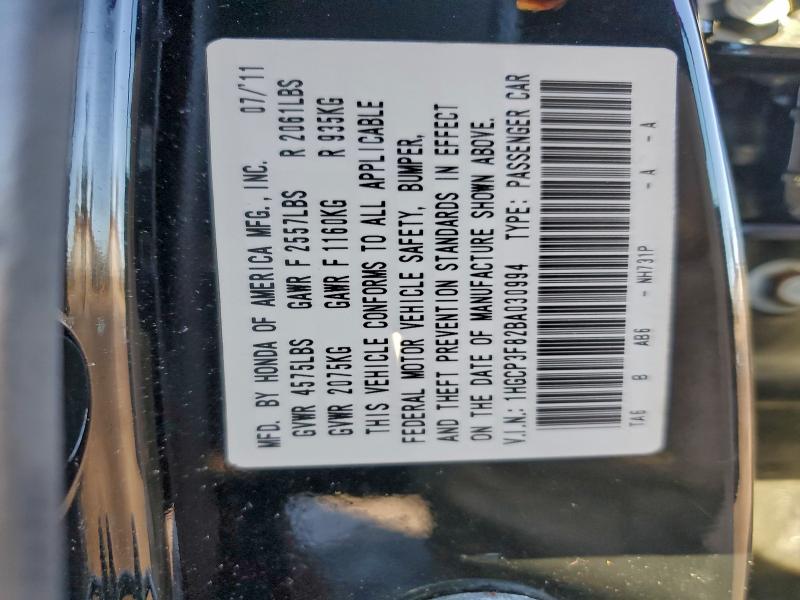 MFD. BY HONDA OF AMERICA MFG., INC. 07/'11
GVWR 4575LBS GAWR F 2557LBS R 2061LBS
GVWR 2075KG GAWR F 1160KG R 935KG
THIS VEHICLE CONFORMS TO ALL APPLICABLE
FEDERAL MOTOR VEHICLE SAFETY, BUMPER,
AND THEFT PREVENTION STANDARDS IN EFFECT
ON THE DATE OF MANUFACTURE SHOWN ABOVE.
V.I.N.: 1HGCP3F82BA030994 TYPE: PASSENGER CAR
TA6 B AB6 - NH731P - A - A